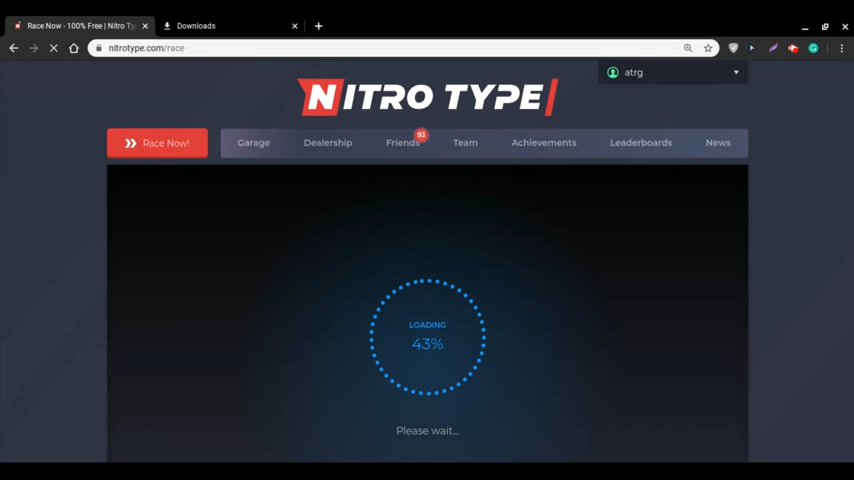 Race Now - 100% Free | Nitro Ty
Downloads
nitrotype.com/race
atrg
NITRO TYPE
Race Now!
Garage
Dealership
Friends
93
Team
Achievements
Leaderboards
News
LOADING
43%
Please wait...